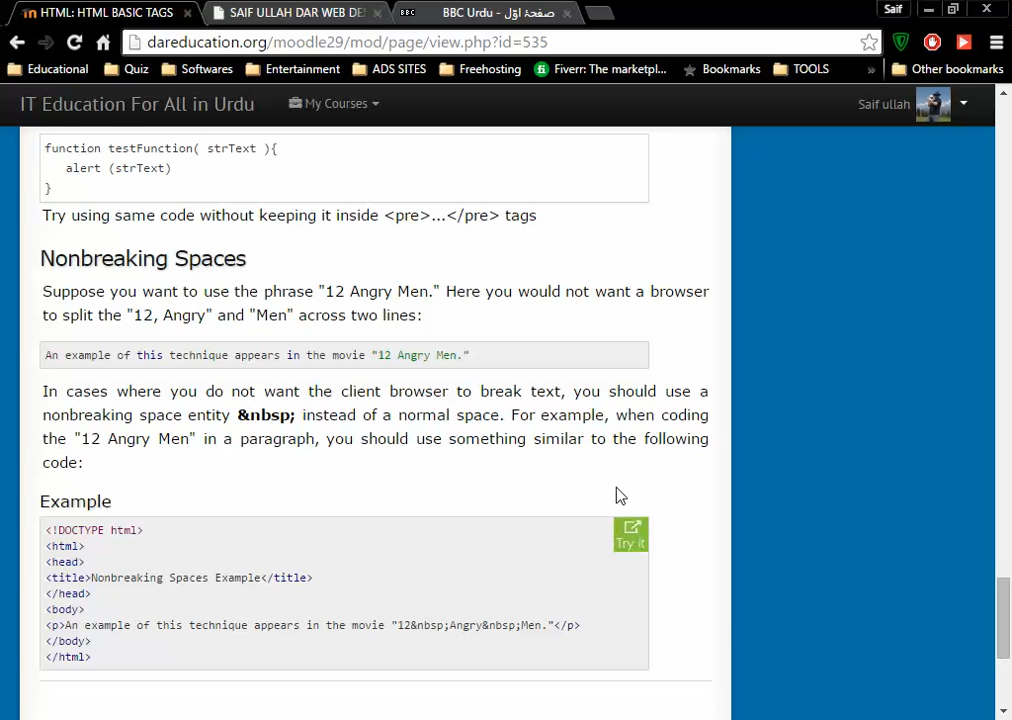 HTML: HTML BASIC TAGS
SAIF ULLAH DAR WEB DE
BBC
BBC Urdu - صفحۂ اوّل
Saif
dareducation.org/moodle29/mod/page/view.php?id=535
Educational
Quiz
Softwares
Entertainment
ADS SITES
Freehosting
Fiverr: The marketpl...
Bookmarks
TOOLS
»
Other bookmarks
IT Education For All in Urdu
My Courses
Saif ullah
function testFunction( strText ){
alert (strText)
}
Try using same code without keeping it inside <pre>...</pre> tags
Nonbreaking Spaces
Suppose you want to use the phrase "12 Angry Men." Here you would not want a browser
to split the "12, Angry" and "Men" across two lines:
An example of this technique appears in the movie "12 Angry Men."
In cases where you do not want the client browser to break text, you should use a
nonbreaking space entity &nbsp; instead of a normal space. For example, when coding
the "12 Angry Men" in a paragraph, you should use something similar to the following
code:
Example
Try it
<!DOCTYPE html>
<html>
<head>
<title>Nonbreaking Spaces Example</title>
</head>
<body>
<p>An example of this technique appears in the movie "12&nbsp;Angry&nbsp;Men."</p>
</body>
</html>